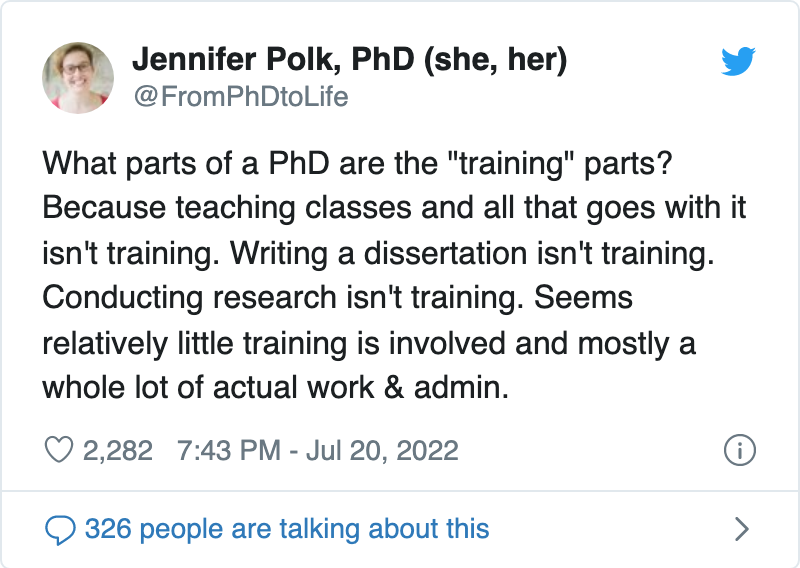 Jennifer Polk, PhD (she, her)
@FromPhDtoLife
What parts of a PhD are the "training" parts?
Because teaching classes and all that goes with it
isn't training. Writing a dissertation isn't training.
Conducting research isn't training. Seems
relatively little training is involved and mostly a
whole lot of actual work & admin.
2,282 7:43 PM - Jul 20, 2022
326 people are talking about this